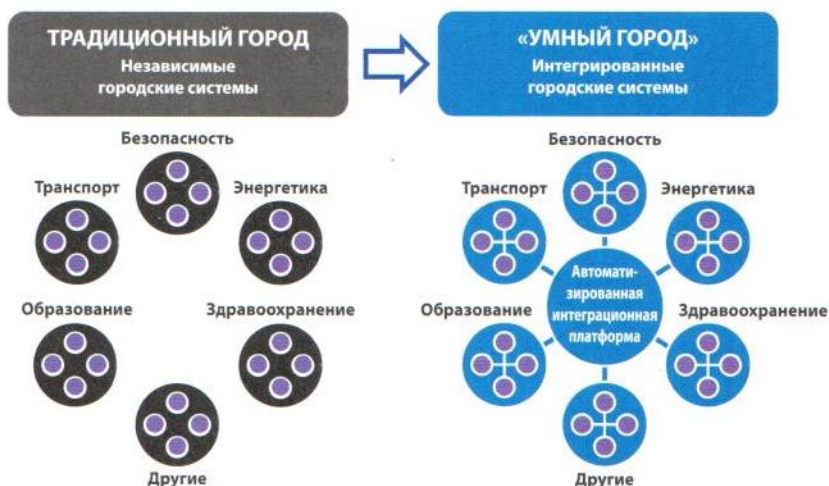 ТРАДИЦИОННЫЙ ГОРОД
Независимые
городские системы
Безопасность
Транспорт
Энергетика
Образование
Здравоохранение
Другие
«УМНЫЙ ГОРОД»
Интегрированные
городские системы
Безопасность
Транспорт
Энергетика
Автомати-
зированная
интеграционная
платформа
Образование
Здравоохранение
Другие